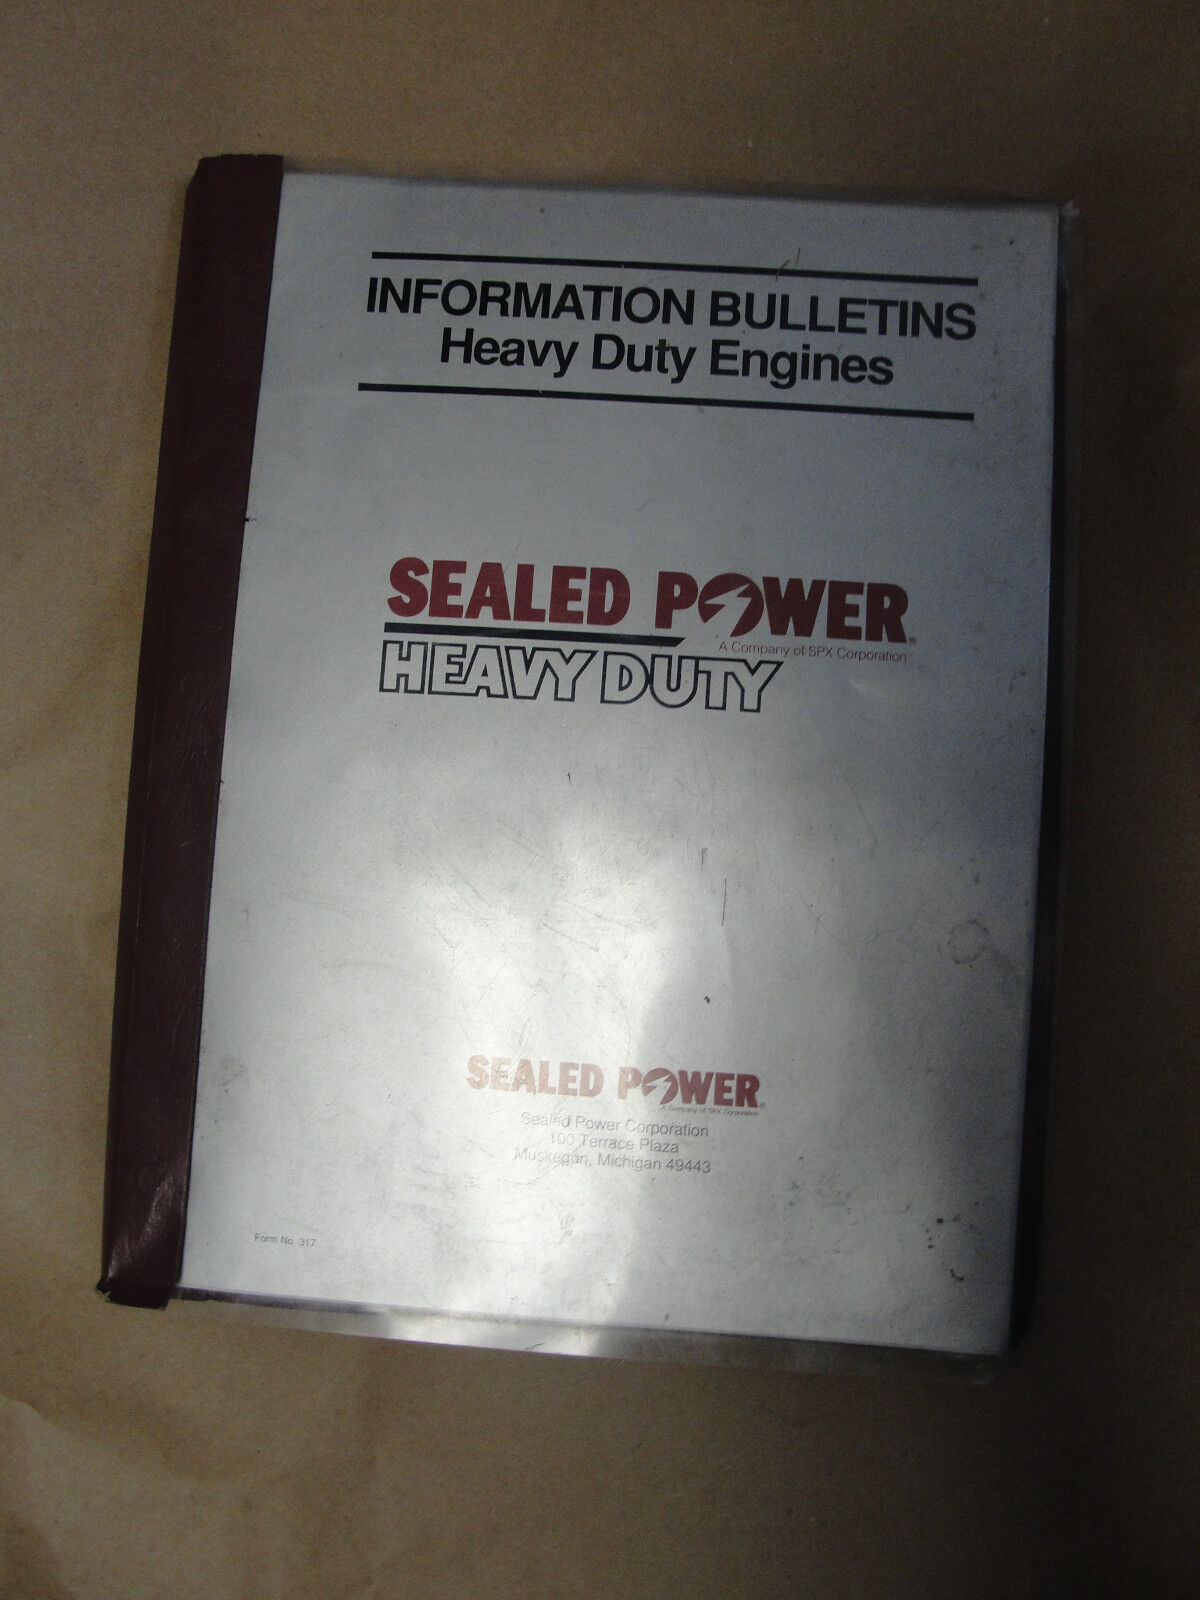 INFORMATION BULLETINS
Heavy Duty Engines
SEALED POWER®
A Company of SPX Corporation
HEAVY DUTY
SEALED POWER®
A Company of SPX Corporation
Sealed Power Corporation
100 Terrace Plaza
Muskegon, Michigan 49443
Form No. 317